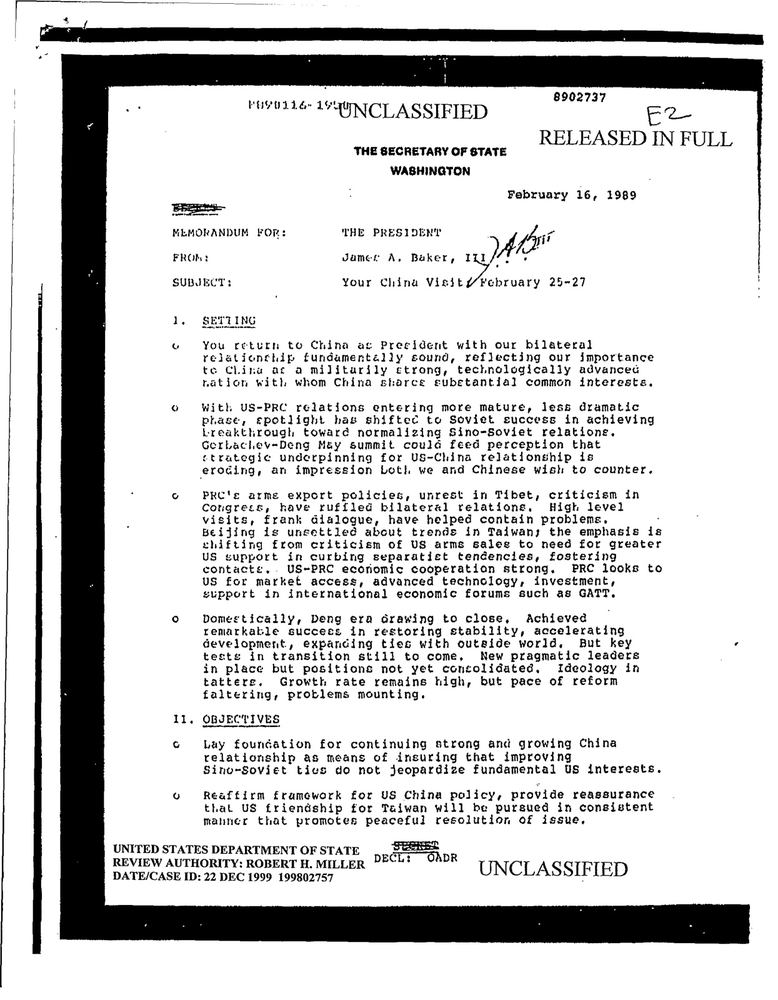 UNCLASSIFIED
8902737
E2
RELEASED IN FULL
THE SECRETARY OF STATE
WASHINGTON
February 16, 1989
SECRET
MEMORANDUM FOR: THE PRESIDENT
FROM: James A. Baker, III
SUBJECT: Your China Visit February 25-27
I. SETTING
o You return to China as President with our bilateral
relationship fundamentally sound, reflecting our importance
to China as a militarily strong, technologically advanced
nation with whom China shares substantial common interests.
o With US-PRC relations entering more mature, less dramatic
phase, spotlight has shifted to Soviet success in achieving
breakthrough toward normalizing Sino-Soviet relations.
Gorbachev-Deng May summit could feed perception that
strategic underpinning for US-China relationship is
eroding, an impression both we and Chinese wish to counter.
o PRC's arms export policies, unrest in Tibet, criticism in
Congress, have ruffled bilateral relations. High level
visits, frank dialogue, have helped contain problems.
Beijing is unsettled about trends in Taiwan; the emphasis is
shifting from criticism of US arms sales to need for greater
US support in curbing separatist tendencies, fostering
contacts. US-PRC economic cooperation strong. PRC looks to
US for market access, advanced technology, investment,
support in international economic forums such as GATT.
o Domestically, Deng era drawing to close. Achieved
remarkable success in restoring stability, accelerating
development, expanding ties with outside world. But key
tests in transition still to come. New pragmatic leaders
in place but positions not yet consolidated. Ideology in
tatters. Growth rate remains high, but pace of reform
faltering, problems mounting.
II. OBJECTIVES
o Lay foundation for continuing strong and growing China
relationship as means of insuring that improving
Sino-Soviet ties do not jeopardize fundamental US interests.
o Reaffirm framework for US China policy, provide reassurance
that US friendship for Taiwan will be pursued in consistent
manner that promotes peaceful resolution of issue.
UNITED STATES DEPARTMENT OF STATE
REVIEW AUTHORITY: ROBERT H. MILLER
DATE/CASE ID: 22 DEC 1999 199802757
SECRET
DECL: OADR
UNCLASSIFIED